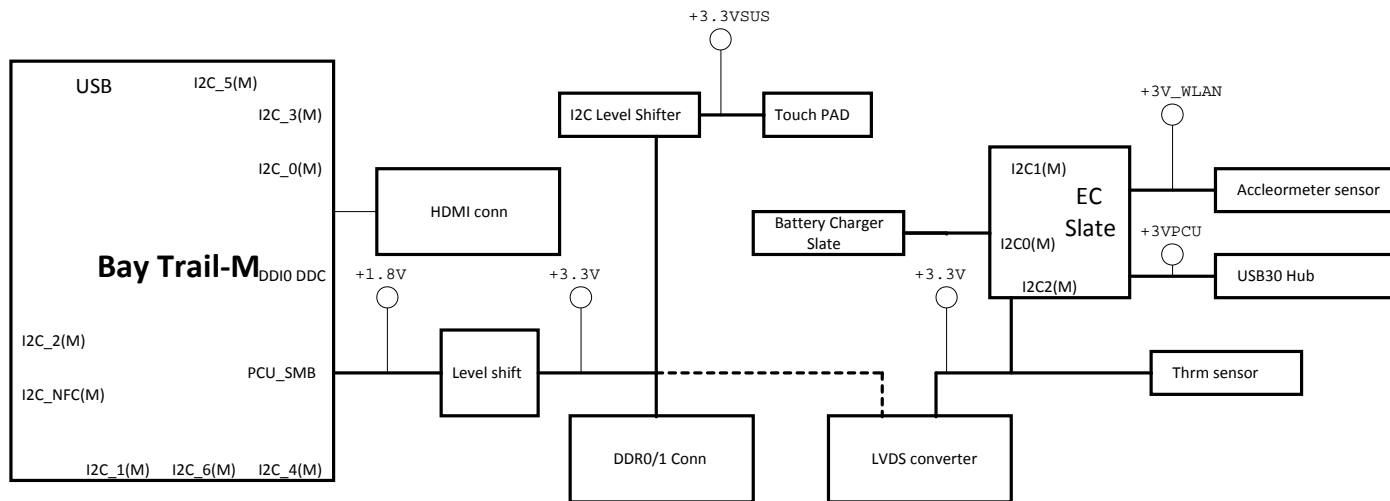 +3.3VSUS
USB
I2C_5(M)
I2C_3(M)
I2C Level Shifter
Touch PAD
+3V_WLAN
I2C_0(M)
I2C1(M)
EC
Slate
Accleormeter sensor
HDMI conn
Battery Charger
Slate
I2C0(M)
+3VPCU
Bay Trail-M
DDI0 DDC
+1.8V
+3.3V
+3.3V
I2C2(M)
USB30 Hub
I2C_2(M)
PCU_SMB
Level shift
Thrm sensor
I2C_NFC(M)
DDR0/1 Conn
LVDS converter
I2C_1(M)
I2C_6(M)
I2C_4(M)